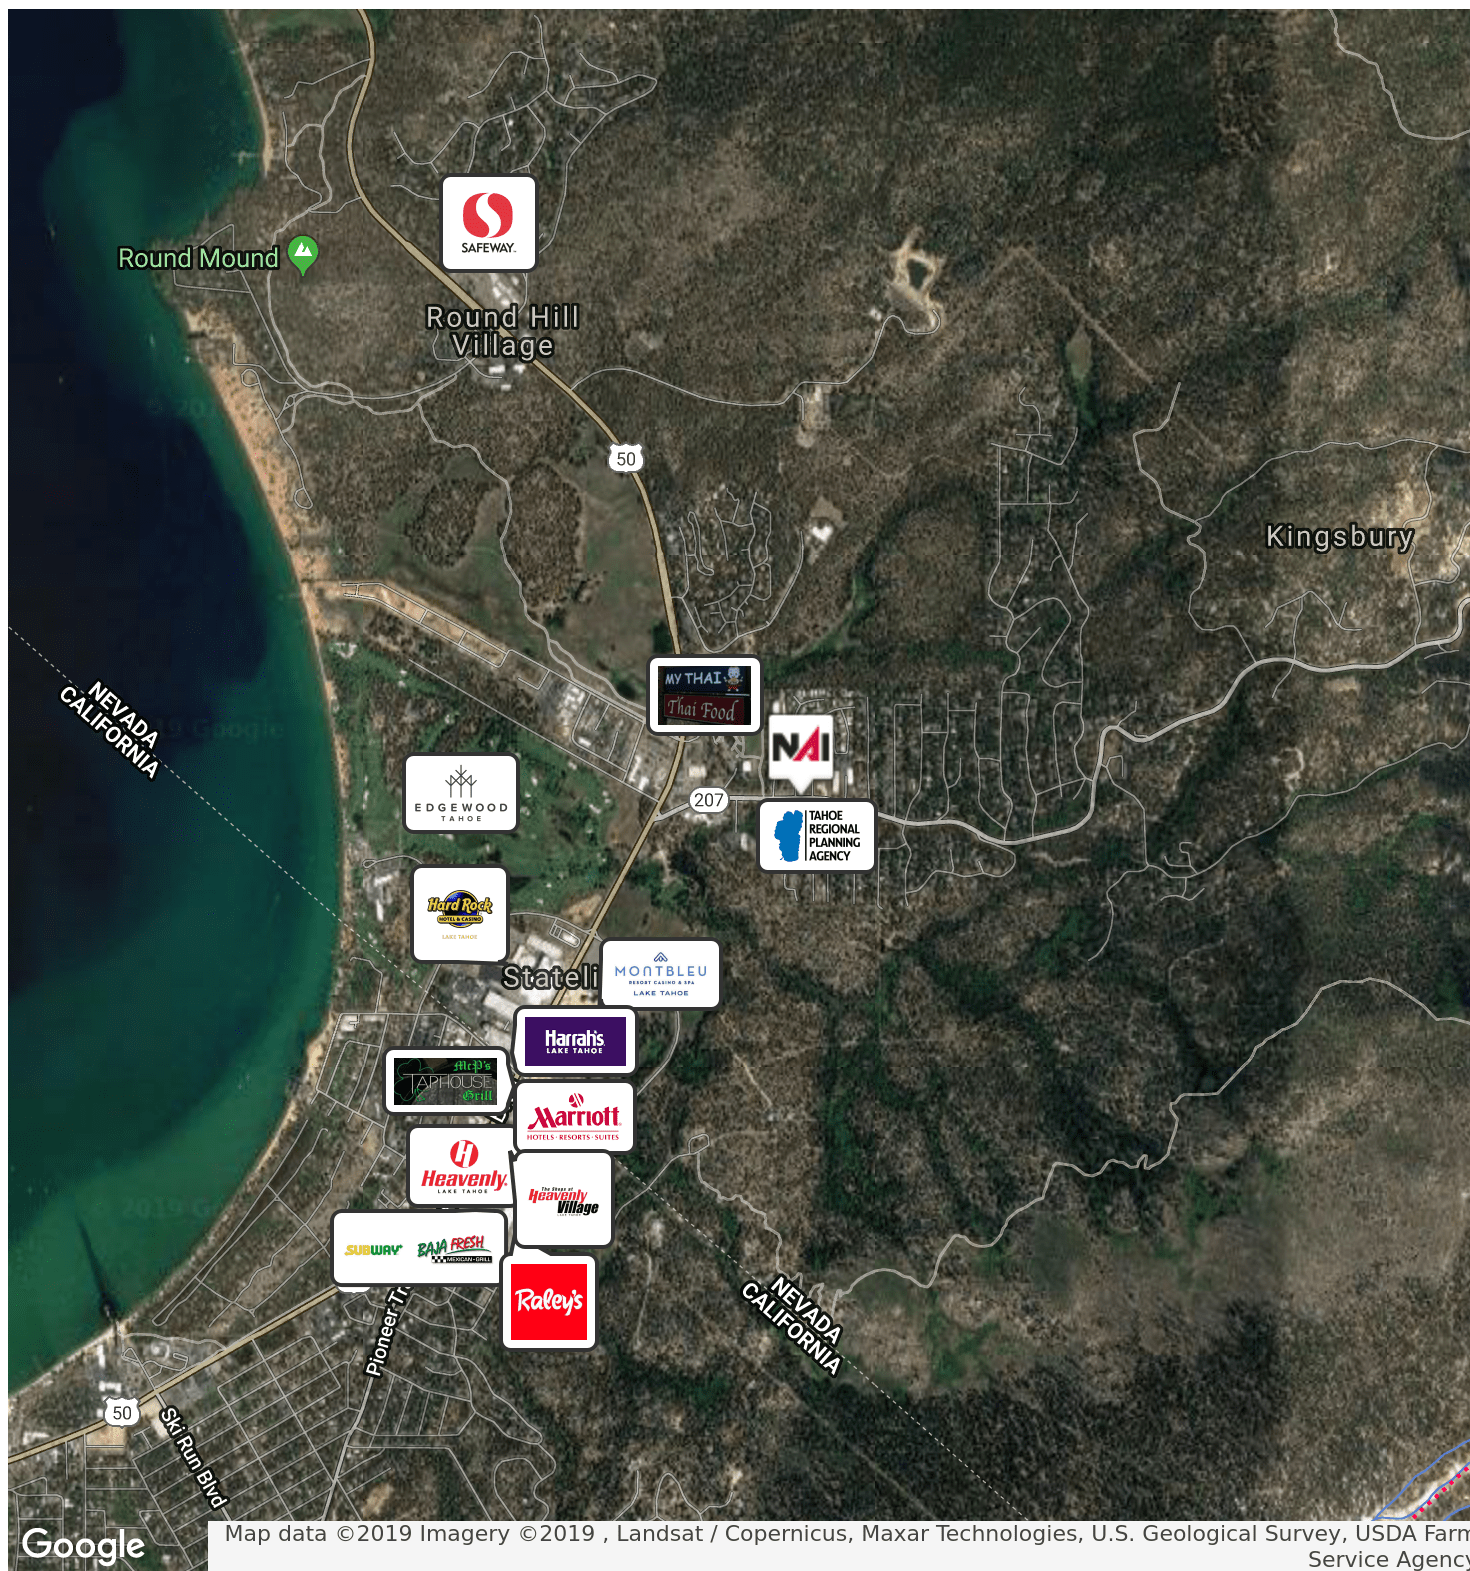 SAFEWAY
Round Mound
Round Hill
Village
50
Kingsbury
MY THAI
Thai Food
NAI
NEVADA
CALIFORNIA
EDGEWOOD
TAHOE
207
TAHOE
REGIONAL
PLANNING
AGENCY
Hard Rock
HOTEL & CASINO
LAKE TAHOE
Stateli
MONTBLEU
RESORT CASINO & SPA
LAKE TAHOE
Harrah's
LAKE TAHOE
McP's
TAPHOUSE
Grill
Marriott
HOTELS · RESORTS · SUITES
Heavenly
LAKE TAHOE
The Shops at
Heavenly
Village
SUBWAY
BAJA FRESH
MEXICAN · GRILL
Raley's
NEVADA
CALIFORNIA
Pioneer Tr
50
Ski Run Blvd
Google
Map data ©2019 Imagery ©2019 , Landsat / Copernicus, Maxar Technologies, U.S. Geological Survey, USDA Farm
Service Agency